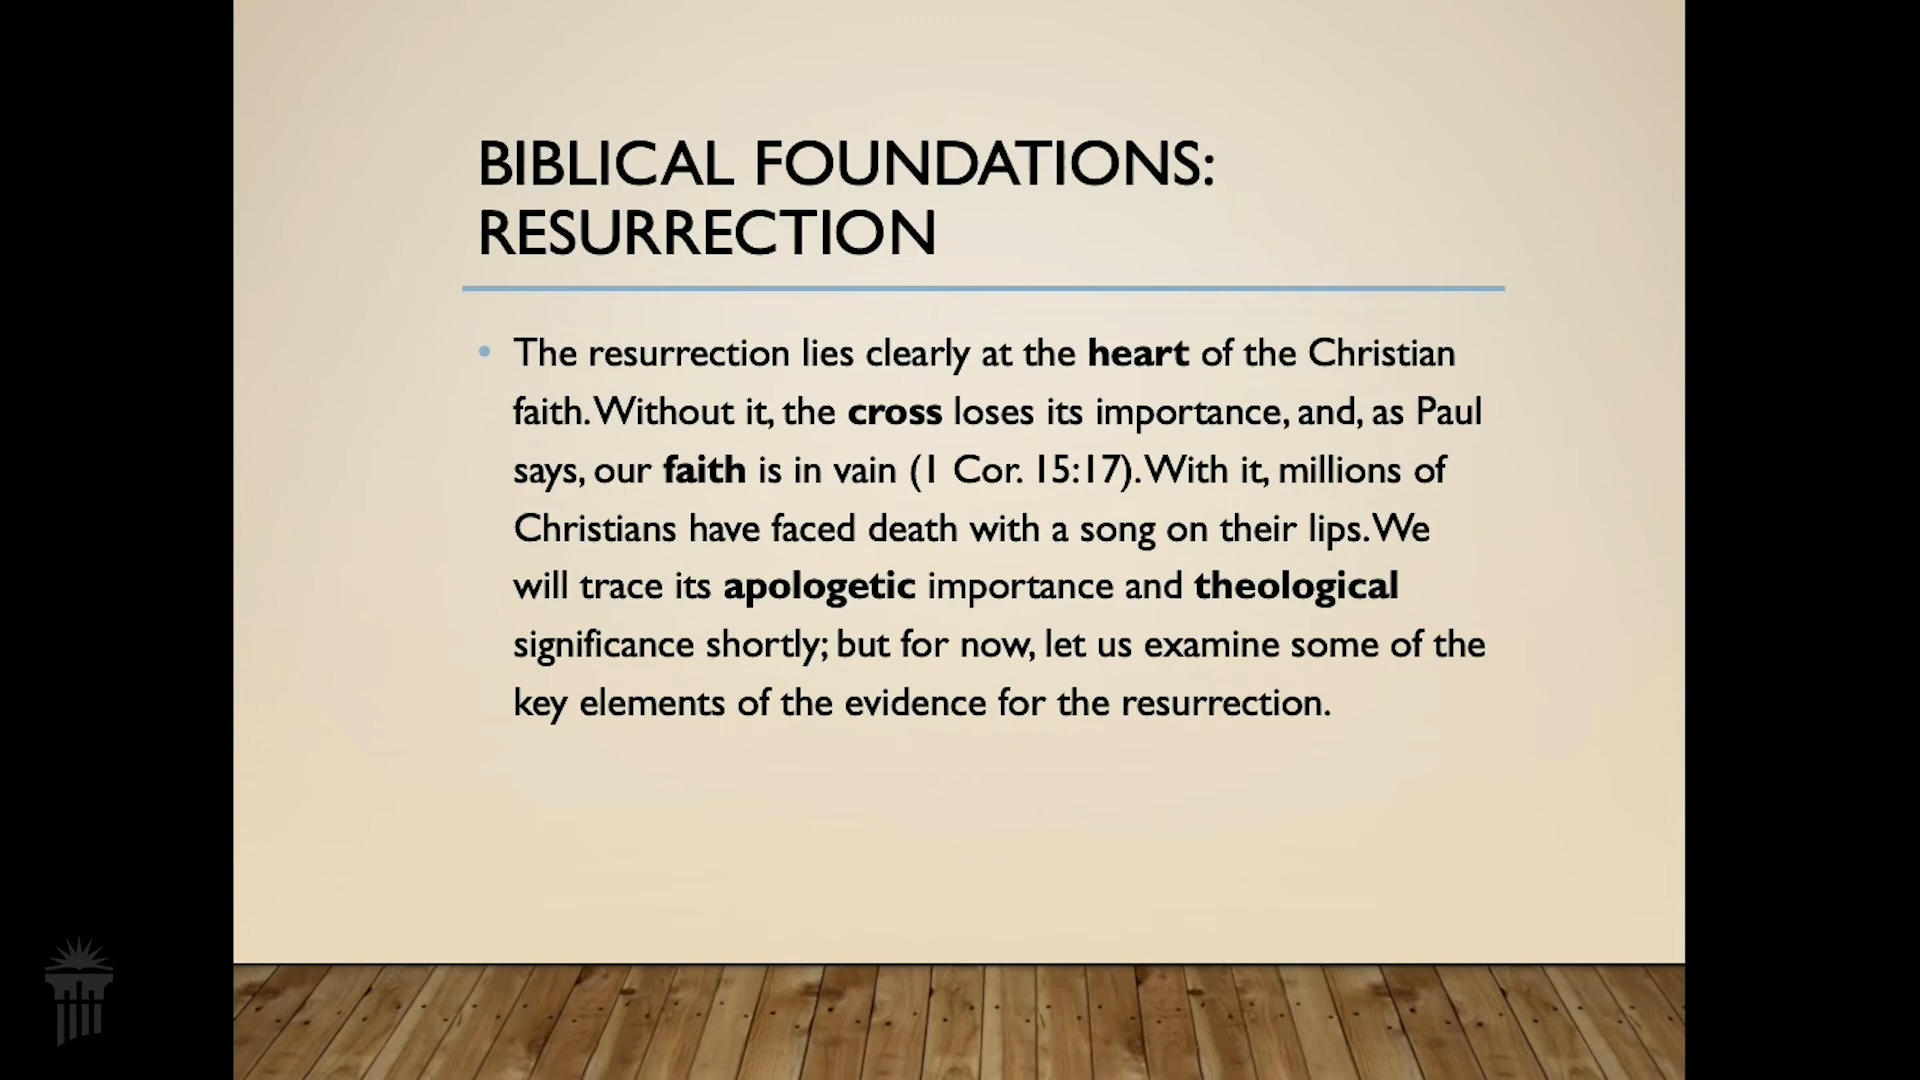 BIBLICAL FOUNDATIONS:
RESURRECTION
• The resurrection lies clearly at the heart of the Christian
faith. Without it, the cross loses its importance, and, as Paul
says, our faith is in vain (1 Cor. 15:17). With it, millions of
Christians have faced death with a song on their lips. We
will trace its apologetic importance and theological
significance shortly; but for now, let us examine some of the
key elements of the evidence for the resurrection.